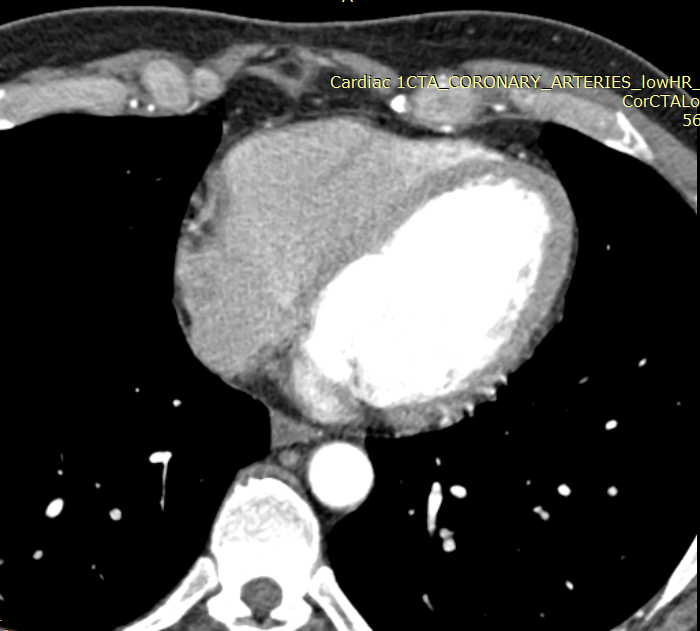 Cardiac 1CTA_CORONARY_ARTERIES_lowHR_
CorCTALo
56